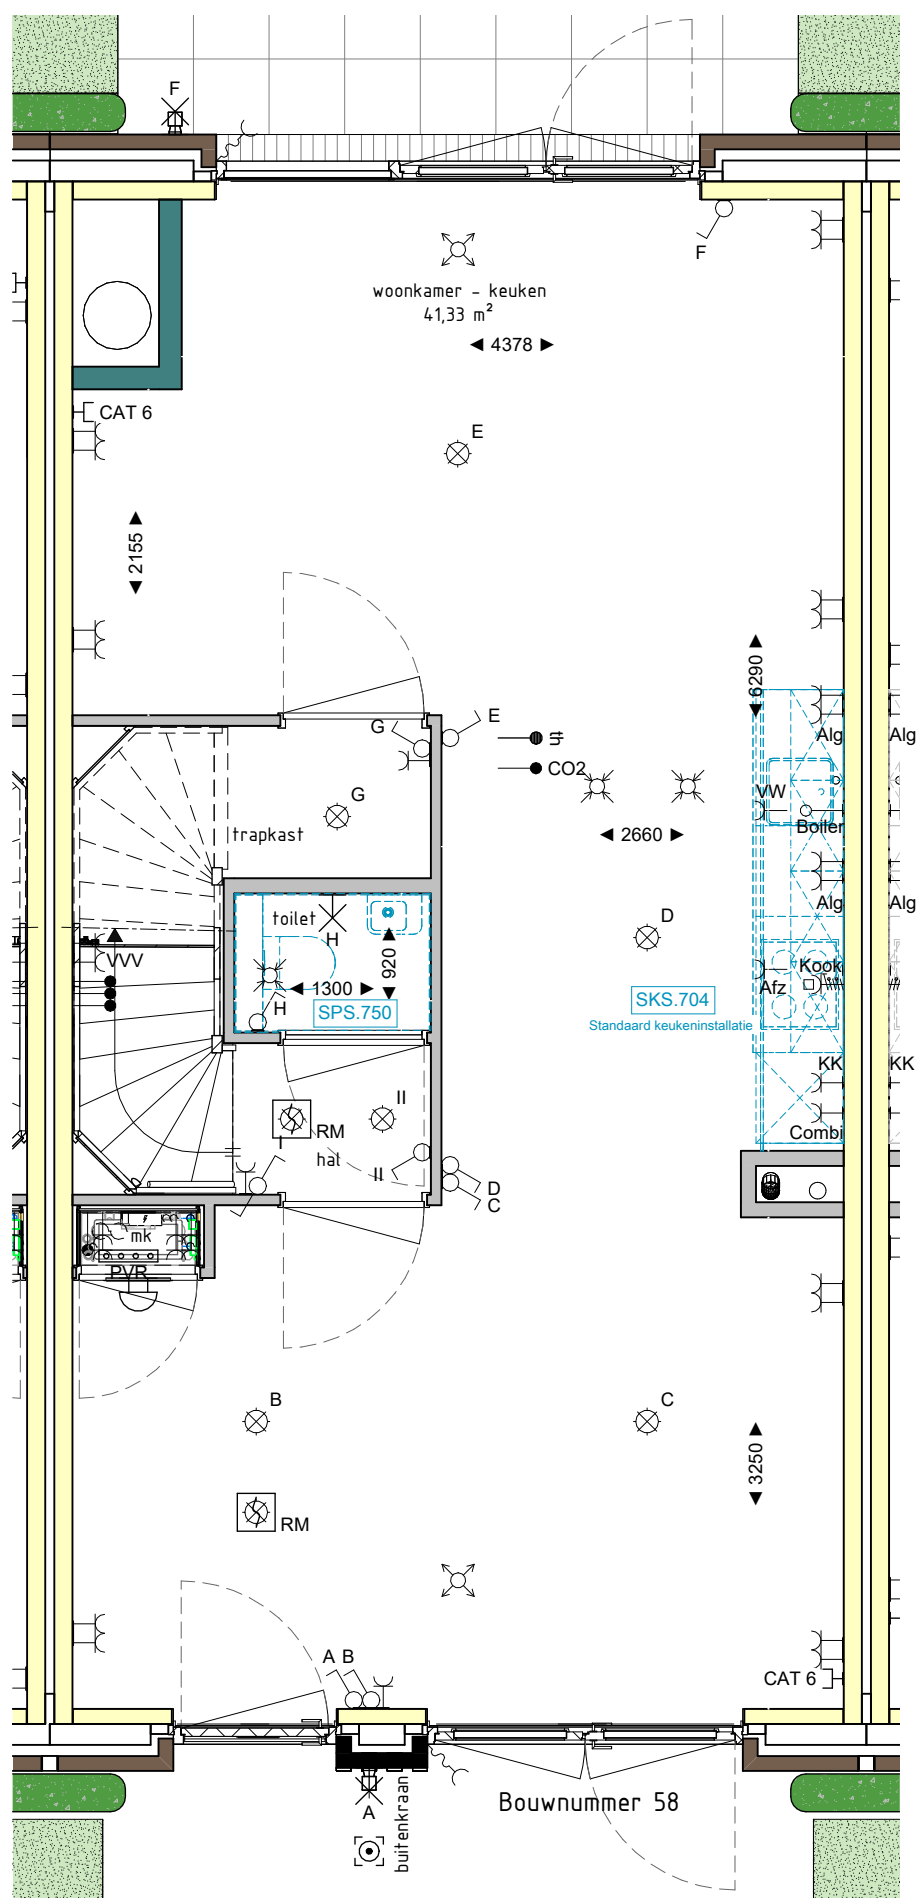 F
F
woonkamer - keuken
41,33 m²
◄ 4378 ►
CAT 6
E
◄ 2155 ►
◄ 6290 ►
G
E
th
CO2
Alg
Alg
G
VW
trapkast
◄ 2660 ►
Boiler
toilet
H
Alg
Alg
D
VVV
920
Kook
◄ 1300 ►
Afz
H
SPS.750
SKS.704
Standaard keukeninstallatie
KK
KK
II
RM
I
Combi
hal
II
D
C
mk
PVR
B
C
◄ 3250 ►
RM
A B
CAT 6
A
buitenkraan
Bouwnummer 58